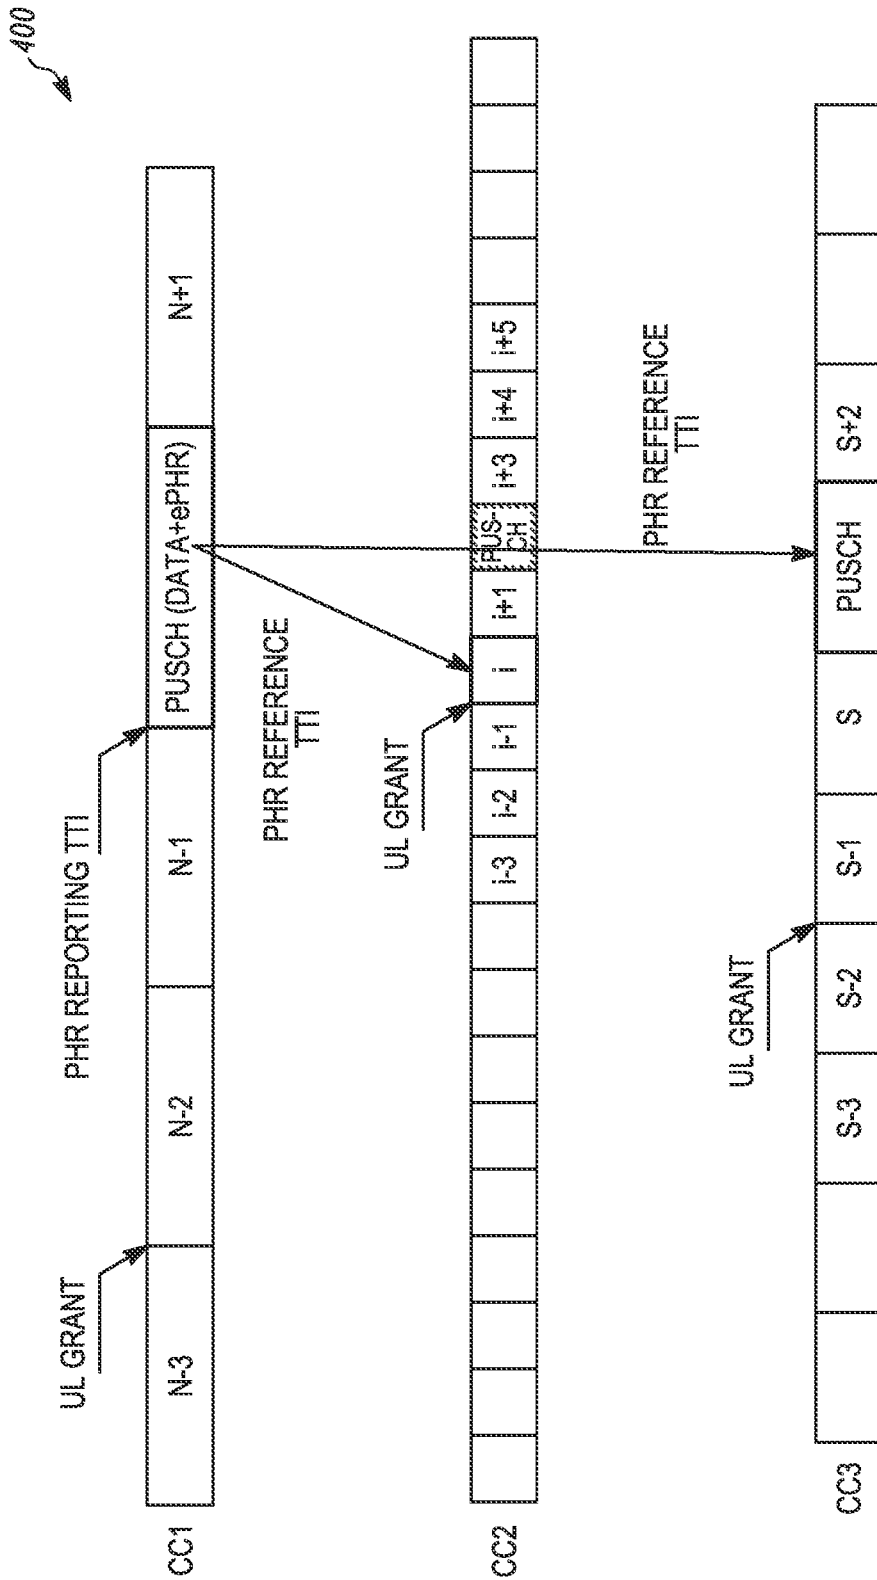 400
UL GRANT
PHR REPORTING TTI
CC1
N-3
N-2
N-1
PUSCH (DATA+ePHR)
N+1
PHR REFERENCE
TTI
UL GRANT
CC2
i-3
i-2
i-1
i
i+1
PUS-
CH
i+3
i+4
i+5
PHR REFERENCE
TTI
UL GRANT
CC3
S-3
S-2
S-1
S
PUSCH
S+2